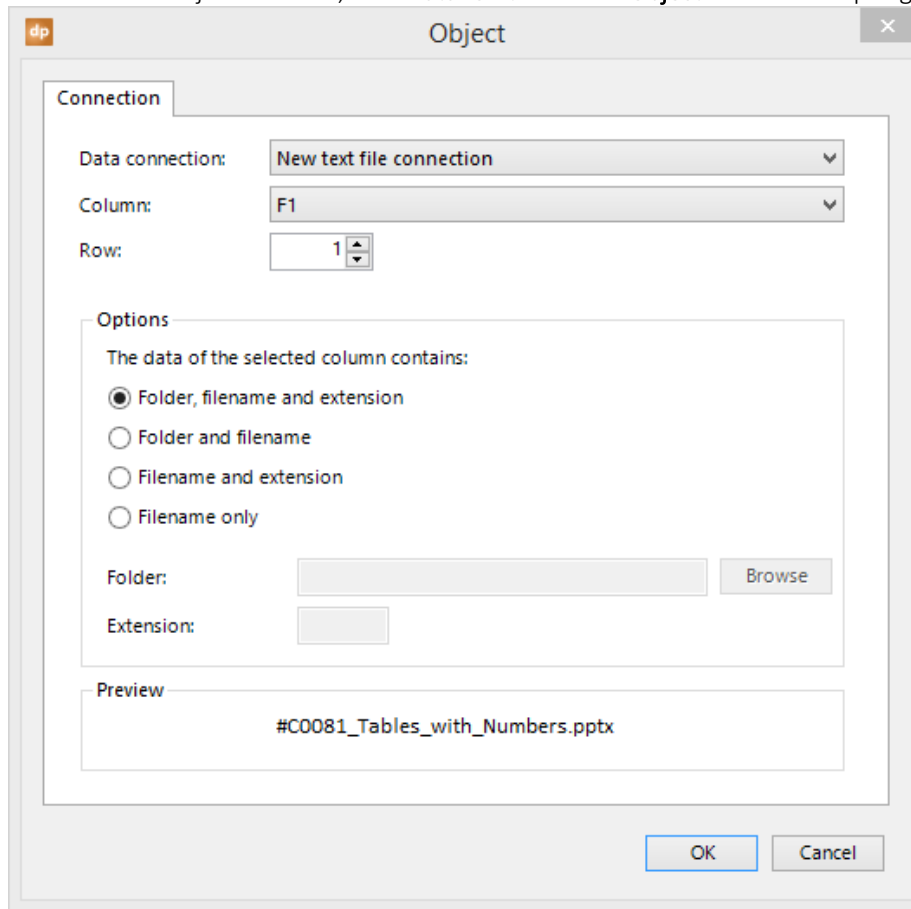 dp Object
Connection
Data connection: New text file connection
Column: F1
Row: 1
Options
The data of the selected column contains:
Folder, filename and extension
Folder and filename
Filename and extension
Filename only
Folder: Browse
Extension:
Preview
#C0081_Tables_with_Numbers.pptx
OK Cancel